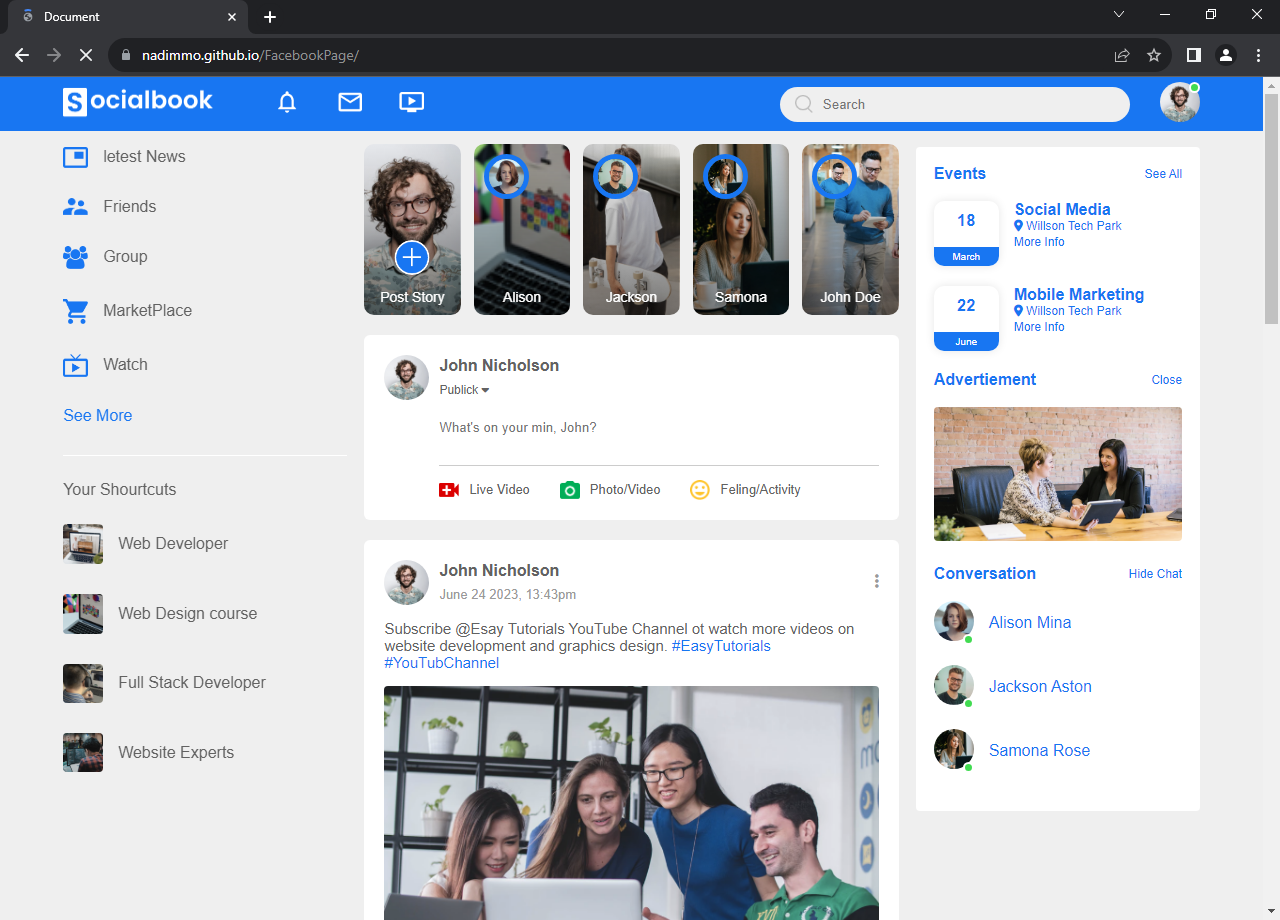 Document
nadimmo.github.io/FacebookPage/
Socialbook
Search
letest News
Friends
Group
MarketPlace
Watch
See More
Your Shourtcuts
Web Developer
Web Design course
Full Stack Developer
Website Experts
Post Story
Alison
Jackson
Samona
John Doe
John Nicholson
Publick
What's on your min, John?
Live Video
Photo/Video
Feling/Activity
John Nicholson
June 24 2023, 13:43pm
Subscribe @Esay Tutorials YouTube Channel ot watch more videos on
website development and graphics design. #EasyTutorials
#YouTubChannel
Events
See All
18
March
Social Media
Willson Tech Park
More Info
22
June
Mobile Marketing
Willson Tech Park
More Info
Advertiement
Close
Conversation
Hide Chat
Alison Mina
Jackson Aston
Samona Rose